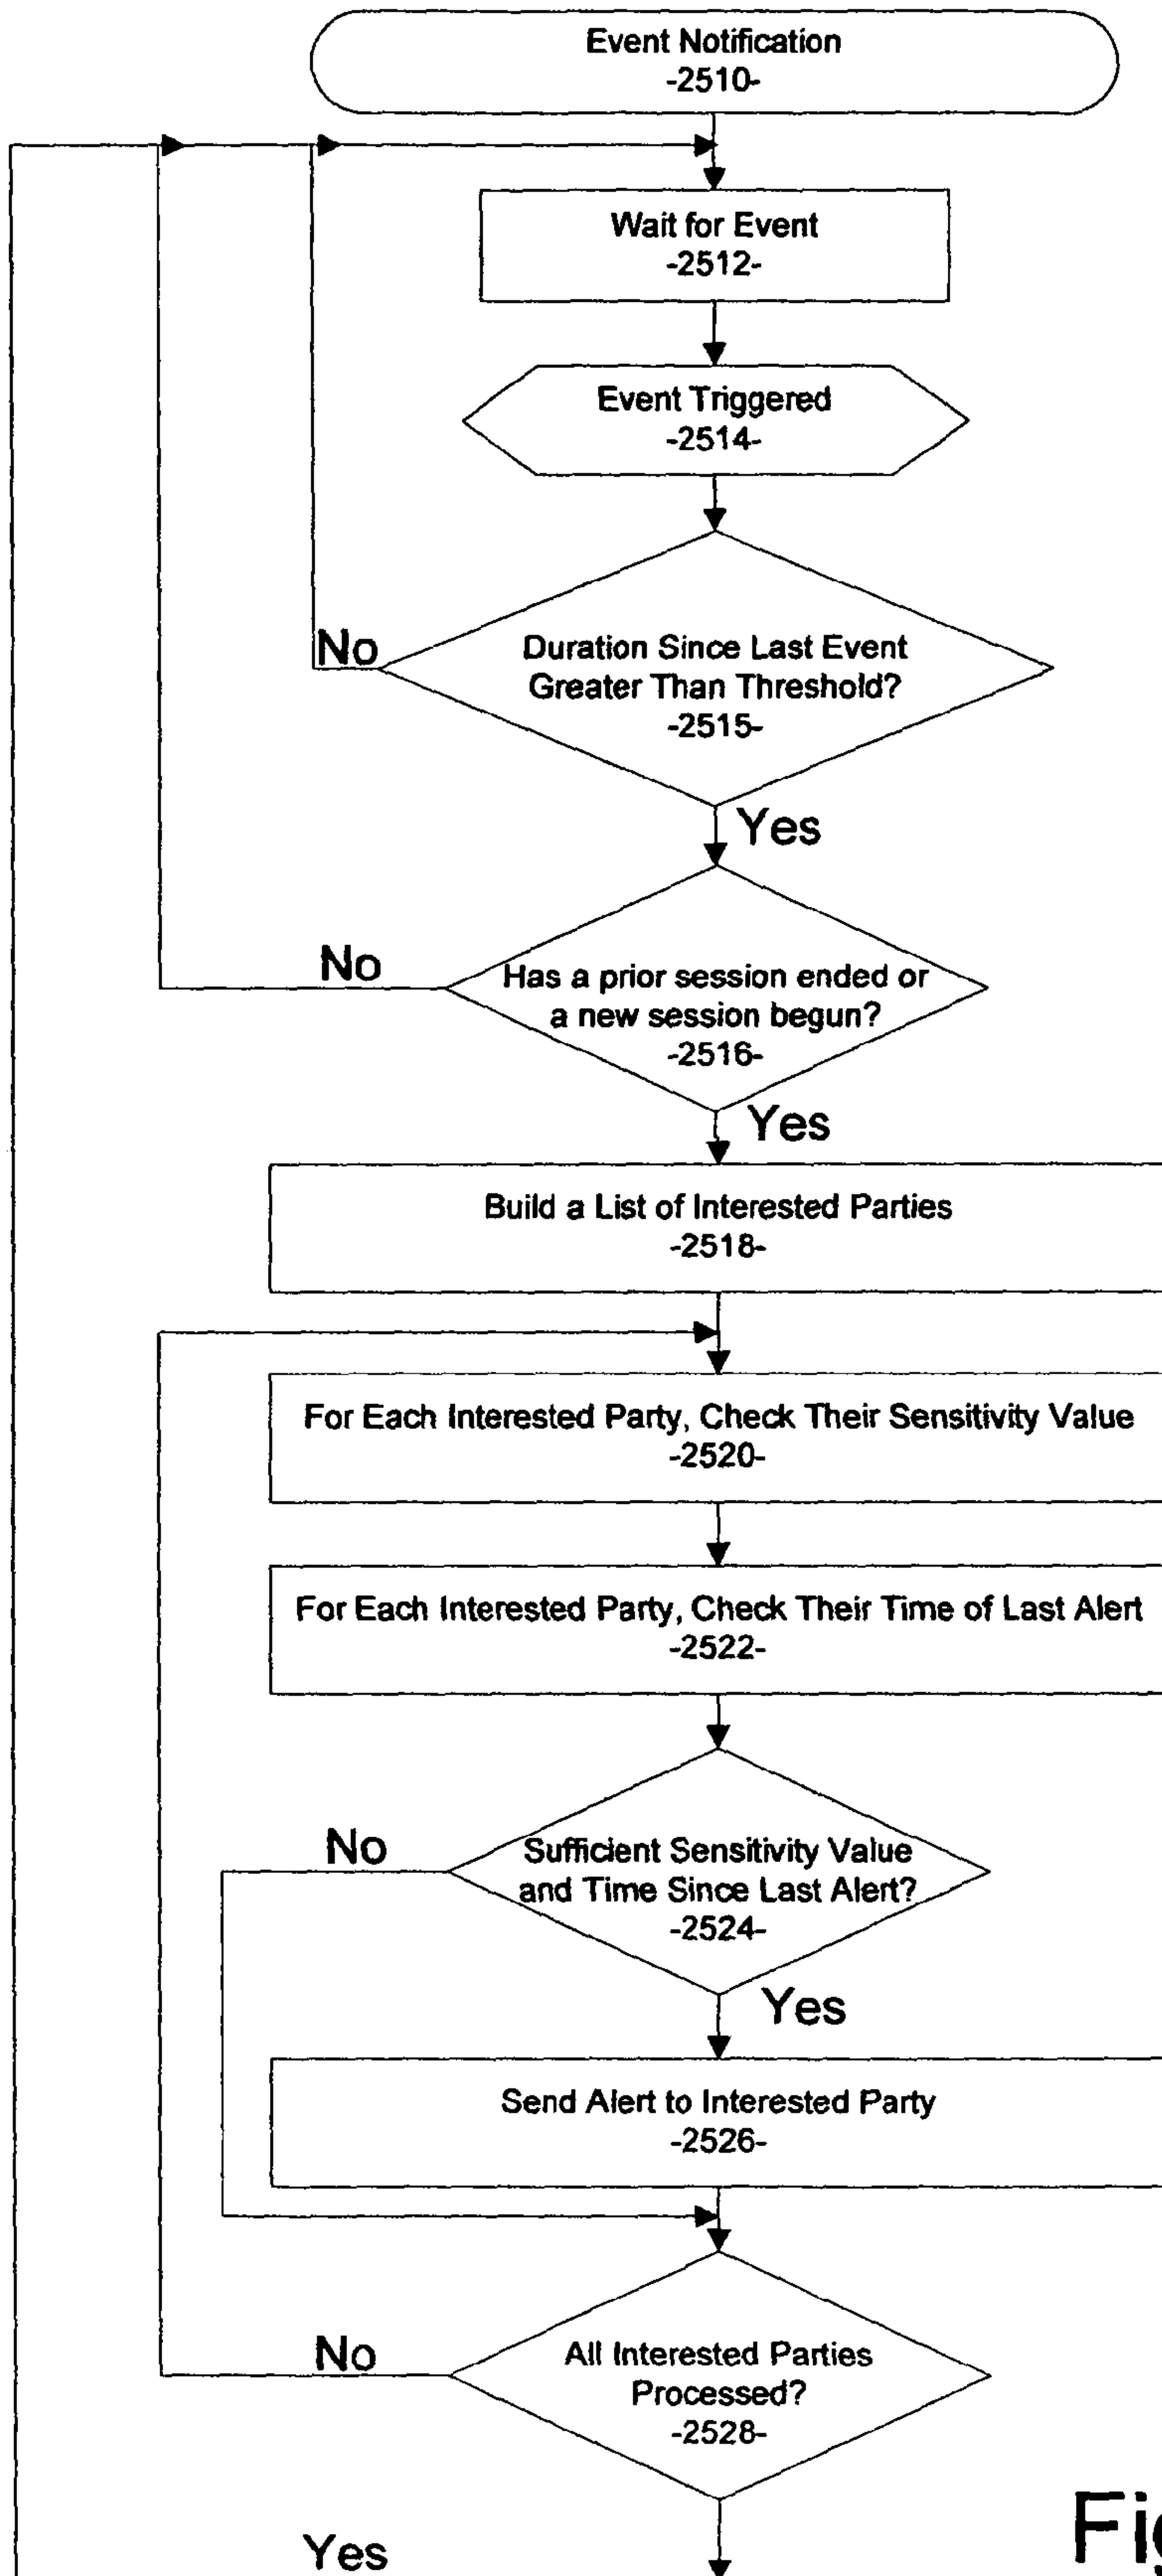 Event Notification
-2510-
Wait for Event
-2512-
Event Triggered
-2514-
No
Duration Since Last Event
Greater Than Threshold?
-2515-
Yes
No
Has a prior session ended or
a new session begun?
-2516-
Yes
Build a List of Interested Parties
-2518-
For Each Interested Party, Check Their Sensitivity Value
-2520-
For Each Interested Party, Check Their Time of Last Alert
-2522-
No
Sufficient Sensitivity Value
and Time Since Last Alert?
-2524-
Yes
Send Alert to Interested Party
-2526-
No
All Interested Parties
Processed?
-2528-
Yes